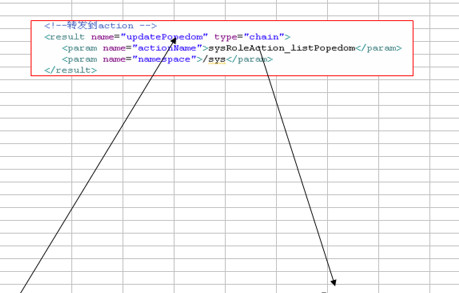 <!--转发到action -->
<result name="updatePopedom" type="chain">
<param name="actionName">sysRoleAction_listPopedom</param>
<param name="namespace">/sys</param>
</result>